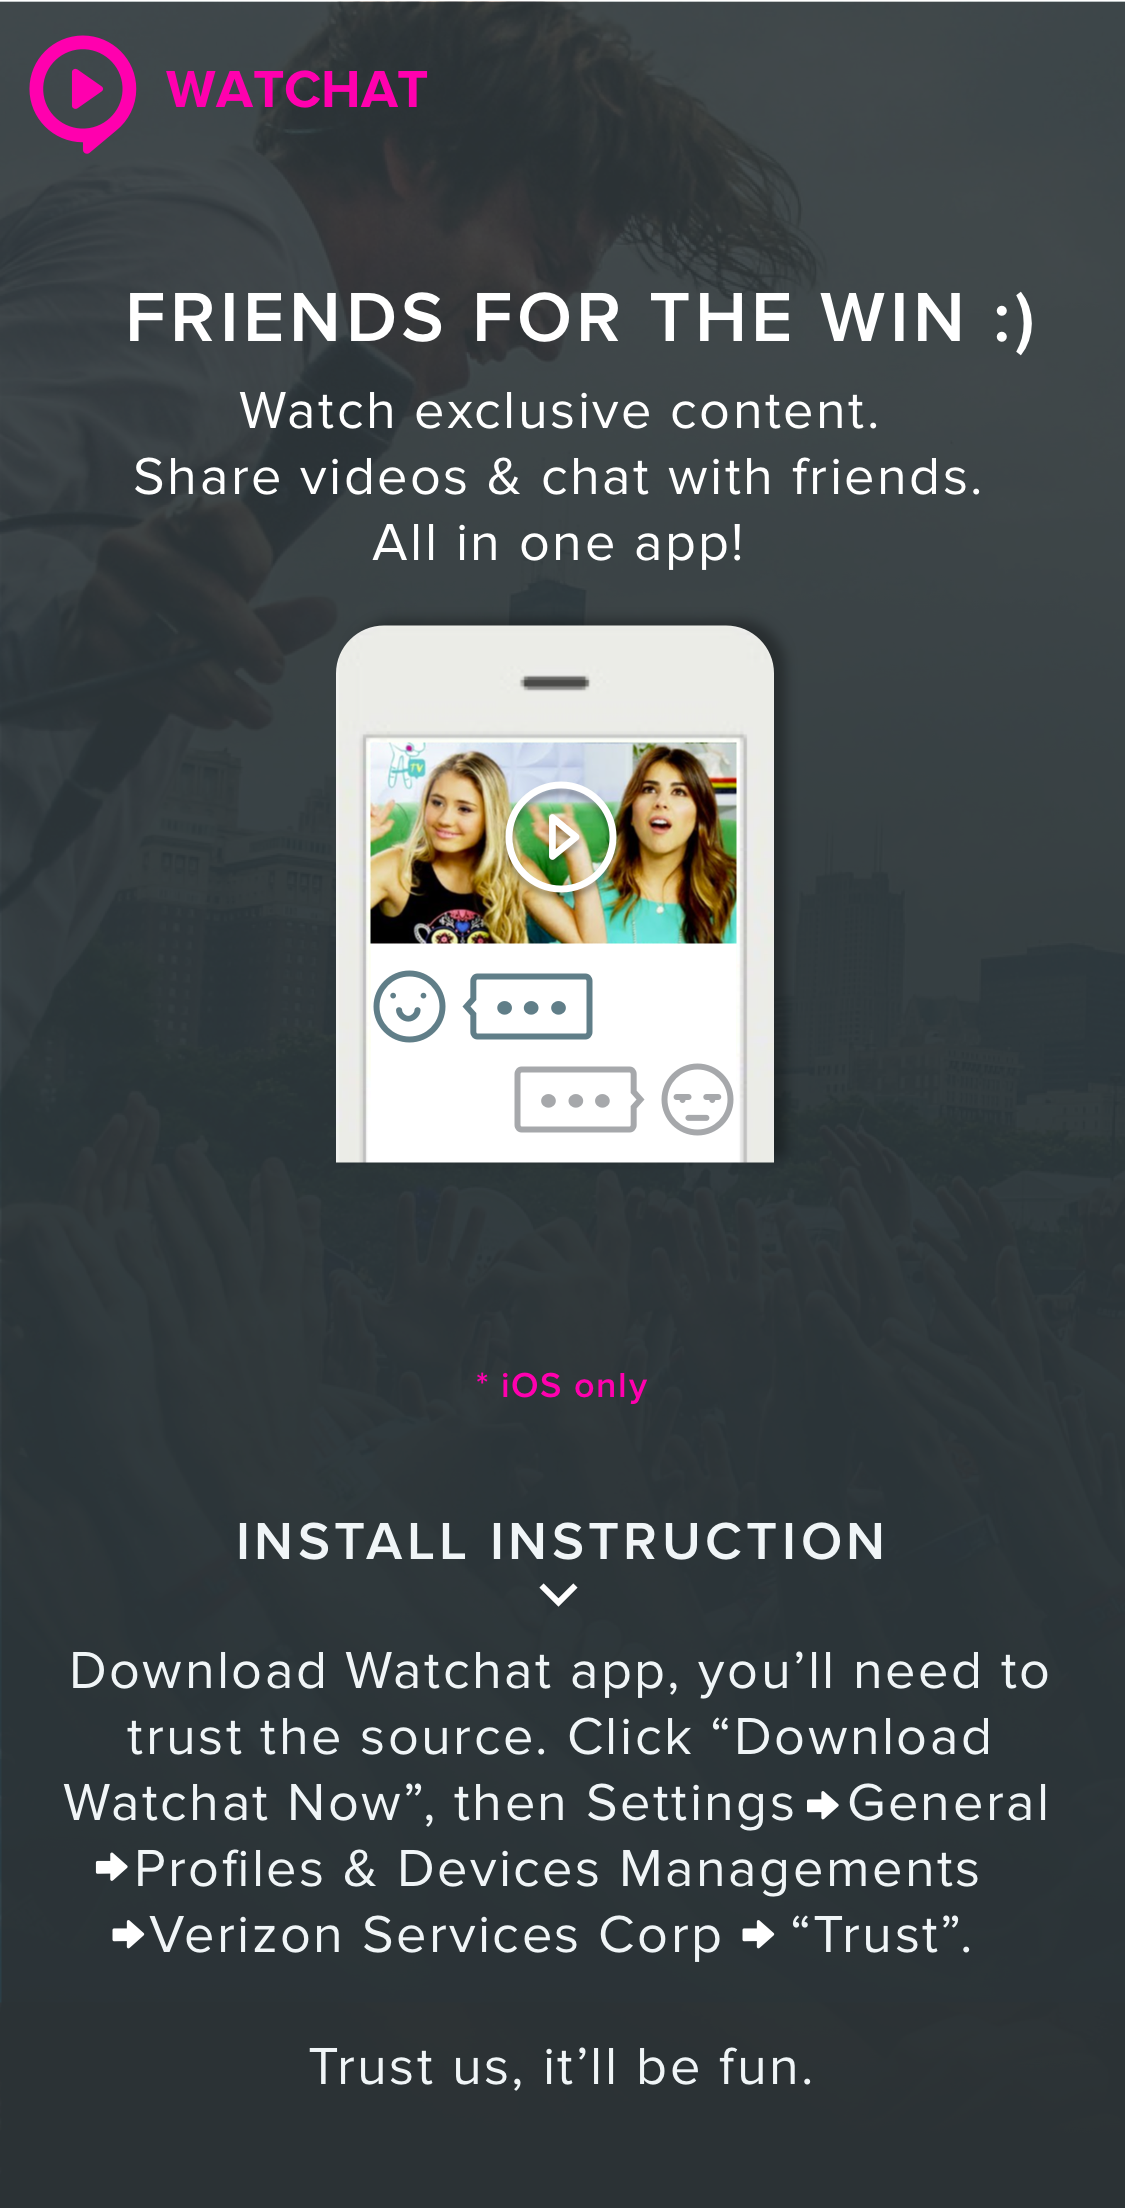 WATCHAT
FRIENDS FOR THE WIN :)
Watch exclusive content.
Share videos & chat with friends.
All in one app!
TV
* iOS only
INSTALL INSTRUCTION
Download Watchat app, you’ll need to
trust the source. Click “Download
Watchat Now”, then Settings ➡ General
➡ Profiles & Devices Managements
➡ Verizon Services Corp ➡ “Trust”.
Trust us, it’ll be fun.